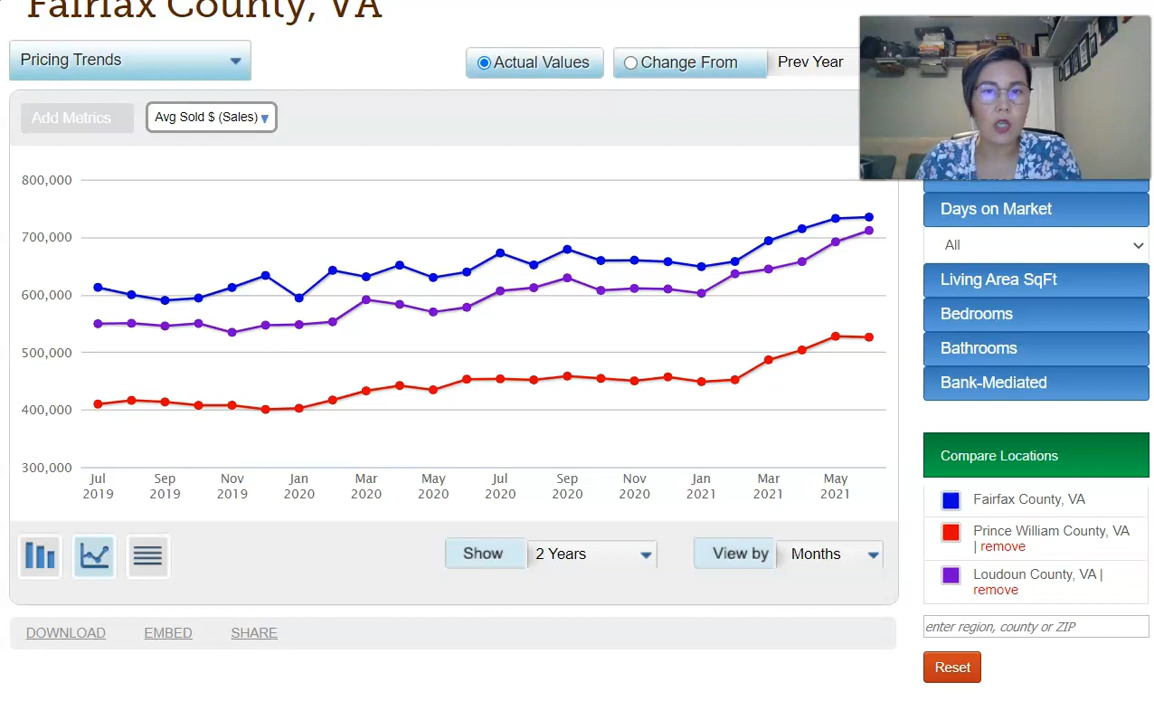 Fairfax County, VA
Pricing Trends
Actual Values
Change From
Prev Year
Add Metrics
Avg Sold $ (Sales)
800,000
700,000
600,000
500,000
400,000
300,000
Jul 2019
Sep 2019
Nov 2019
Jan 2020
Mar 2020
May 2020
Jul 2020
Sep 2020
Nov 2020
Jan 2021
Mar 2021
May 2021
Show
2 Years
View by
Months
DOWNLOAD
EMBED
SHARE
Days on Market
All
Living Area SqFt
Bedrooms
Bathrooms
Bank-Mediated
Compare Locations
Fairfax County, VA
Prince William County, VA
| remove
Loudoun County, VA |
remove
enter region, county or ZIP
Reset